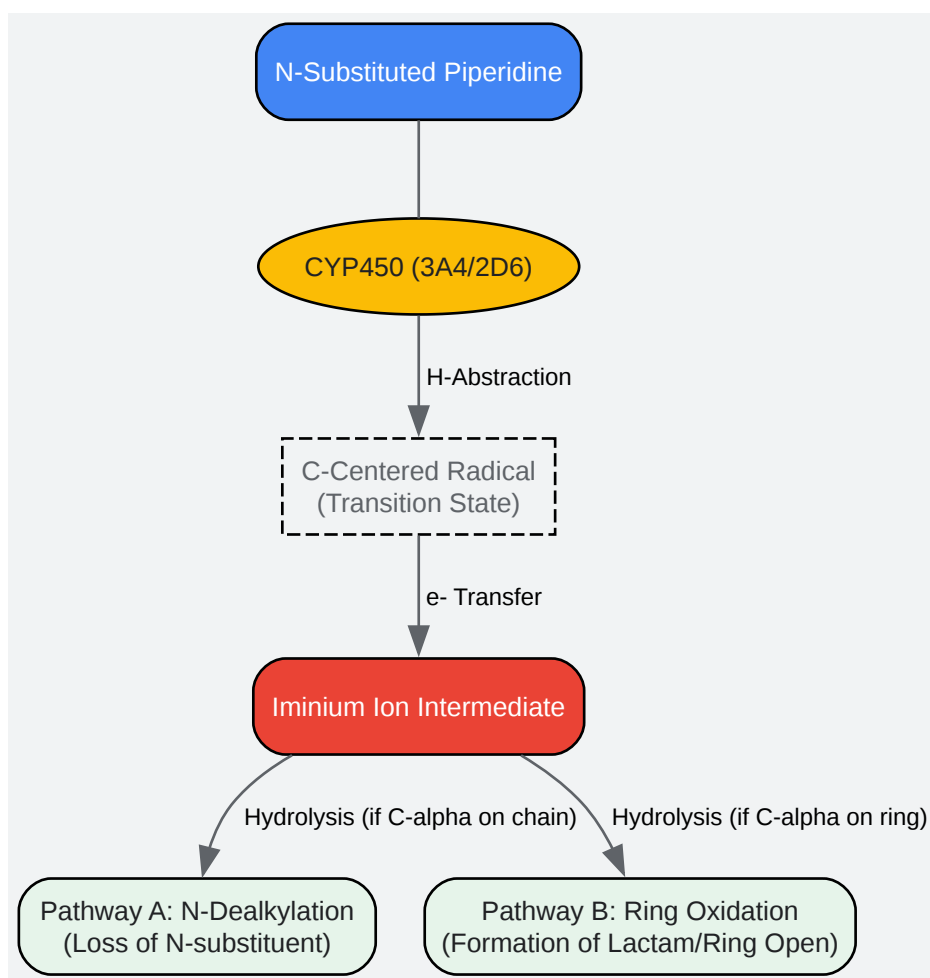 N-Substituted Piperidine
CYP450 (3A4/2D6)
H-Abstraction
C-Centered Radical
(Transition State)
e- Transfer
Iminium Ion Intermediate
Hydrolysis (if C-alpha on chain)
Hydrolysis (if C-alpha on ring)
Pathway A: N-Dealkylation
(Loss of N-substituent)
Pathway B: Ring Oxidation
(Formation of Lactam/Ring Open)